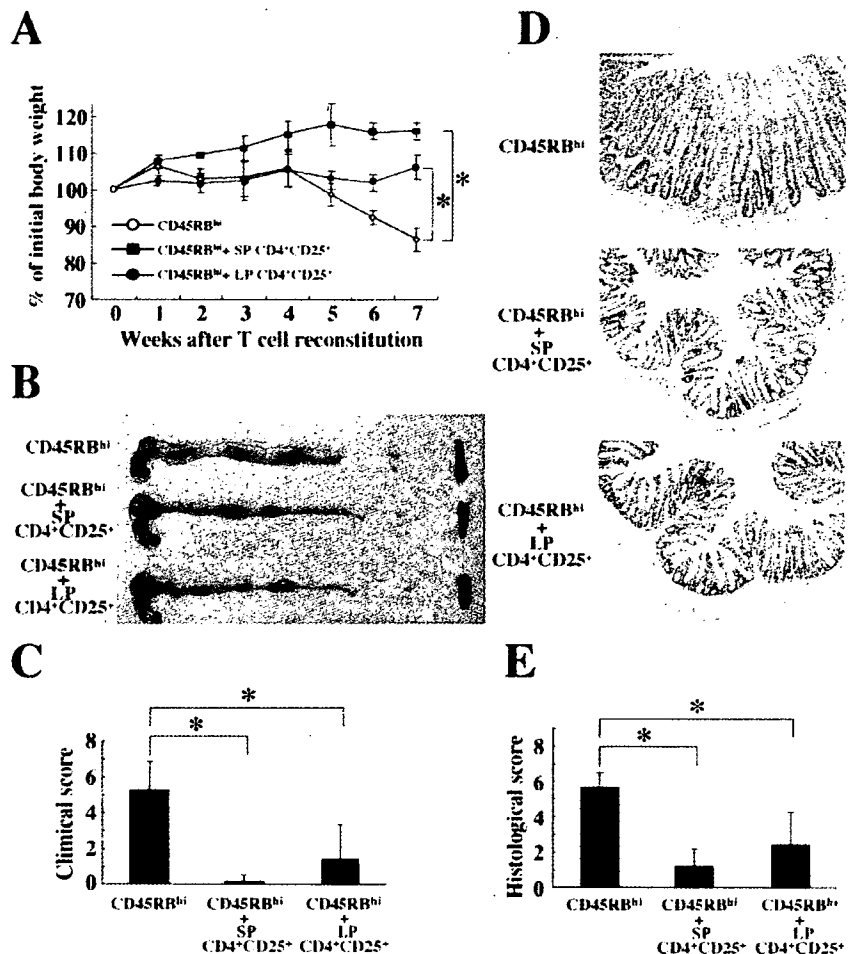 A
% of initial body weight
120
110
100
90
80
70
CD45RBhi
CD45RBhi+ SP CD4+CD25+
CD45RBhi+ LP CD4+CD25+
*
*
0 1 2 3 4 5 6 7
Weeks after T cell reconstitution
B
CD45RBhi
CD45RBhi
+
SP
CD4+CD25+
CD45RBhi
+
LP
CD4+CD25+
C
Climical score
8
6
4
2
0
*
*
CD45RBhi
CD45RBhi
+
SP
CD4+CD25+
CD45RBhi
+
LP
CD4+CD25+
D
CD45RBhi
CD45RBhi
+
SP
CD4+CD25+
CD45RBhi
+
LP
CD4+CD25+
E
Histological score
8
6
4
2
0
*
*
CD45RBhi
CD45RBhi
+
SP
CD4+CD25+
CD45RBhi
+
LP
CD4+CD25+